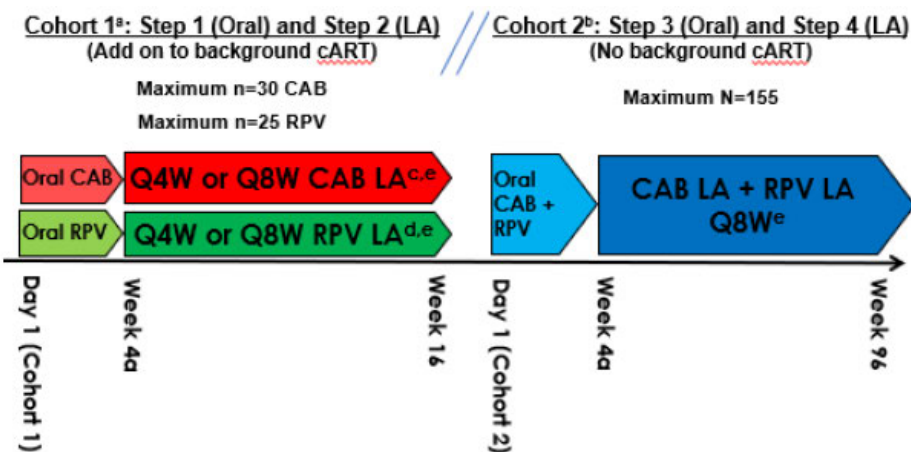 Cohort 1ᵃ: Step 1 (Oral) and Step 2 (LA)
(Add on to background cART)
Maximum n=30 CAB
Maximum n=25 RPV
Cohort 2ᵇ: Step 3 (Oral) and Step 4 (LA)
(No background cART)
Maximum N=155
Oral CAB
Q4W or Q8W CAB LAᶜ,ᵉ
Oral RPV
Q4W or Q8W RPV LAᵈ,ᵉ
Oral
CAB +
RPV
CAB LA + RPV LA
Q8Wᵉ
Day 1 (Cohort 1)
Week 4a
Week 16
Day 1 (Cohort 2)
Week 4a
Week 96